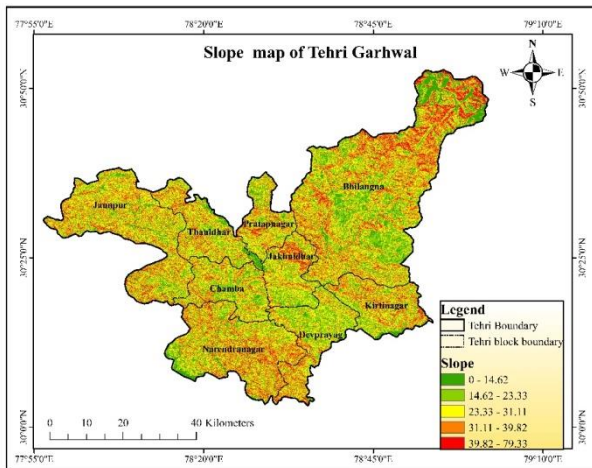 77°55'0"E 78°20'0"E 78°45'0"E 79°10'0"E
Slope map of Tehri Garhwal
N
W E
S
30°50'0"N 30°50'0"N
Bhilangna
Jaunpur
Thauldhar
Pratapnagar
Jakhnidhar
30°25'0"N 30°25'0"N
Chamba
Kirtinagar
Devprayag
Narendranagar
Legend
Tehri Boundary
Tehri block boundary
Slope
0 - 14.62
14.62 - 23.33
23.33 - 31.11
31.11 - 39.82
39.82 - 79.33
0 10 20 40 Kilometers
30°0'0"N 30°0'0"N
77°55'0"E 78°20'0"E 78°45'0"E 79°10'0"E